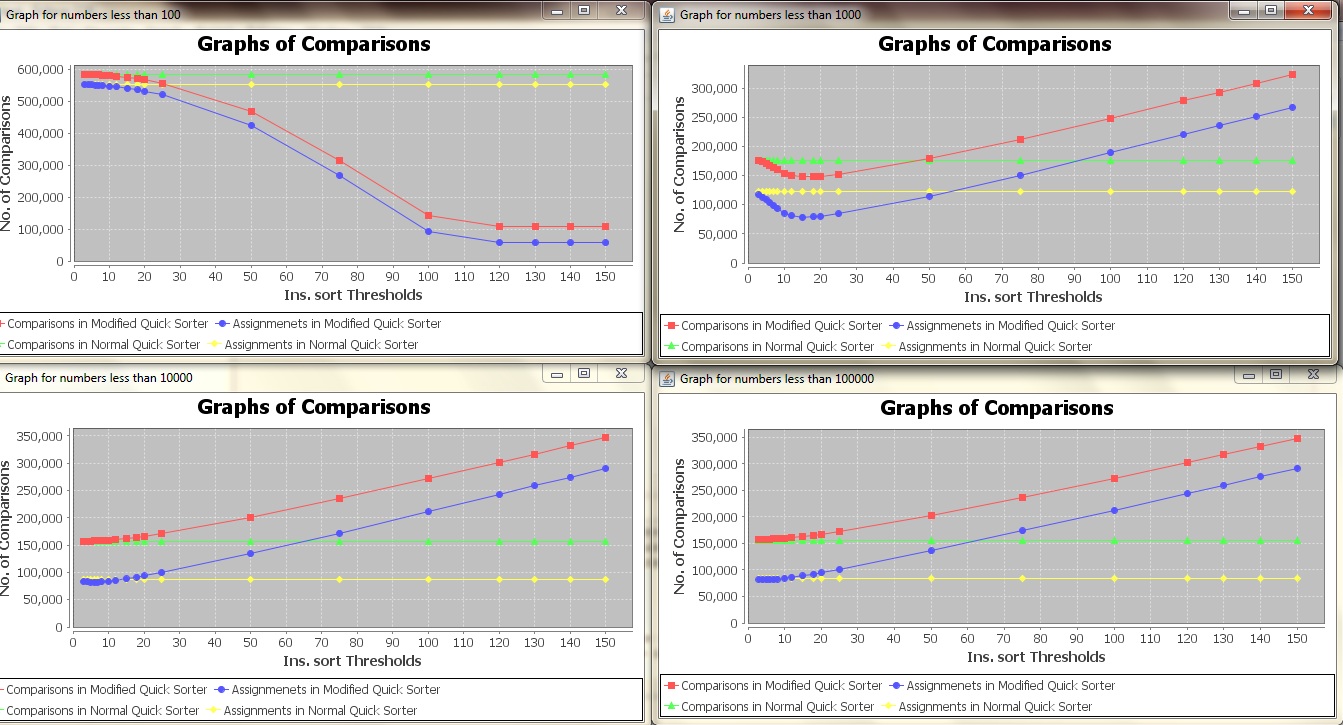 Graph for numbers less than 100
Graphs of Comparisons
No. of Comparisons
600,000
500,000
400,000
300,000
200,000
100,000
0
0 10 20 30 40 50 60 70 80 90 100 110 120 130 140 150
Ins. sort Thresholds
Comparisons in Modified Quick Sorter Assignmenets in Modified Quick Sorter
Comparisons in Normal Quick Sorter Assignments in Normal Quick Sorter
Graph for numbers less than 1000
Graphs of Comparisons
No. of Comparisons
300,000
250,000
200,000
150,000
100,000
50,000
0
0 10 20 30 40 50 60 70 80 90 100 110 120 130 140 150
Ins. sort Thresholds
Comparisons in Modified Quick Sorter Assignmenets in Modified Quick Sorter
Comparisons in Normal Quick Sorter Assignments in Normal Quick Sorter
Graph for numbers less than 10000
Graphs of Comparisons
No. of Comparisons
350,000
300,000
250,000
200,000
150,000
100,000
50,000
0
0 10 20 30 40 50 60 70 80 90 100 110 120 130 140 150
Ins. sort Thresholds
Comparisons in Modified Quick Sorter Assignmenets in Modified Quick Sorter
Comparisons in Normal Quick Sorter Assignments in Normal Quick Sorter
Graph for numbers less than 100000
Graphs of Comparisons
No. of Comparisons
350,000
300,000
250,000
200,000
150,000
100,000
50,000
0
0 10 20 30 40 50 60 70 80 90 100 110 120 130 140 150
Ins. sort Thresholds
Comparisons in Modified Quick Sorter Assignmenets in Modified Quick Sorter
Comparisons in Normal Quick Sorter Assignments in Normal Quick Sorter